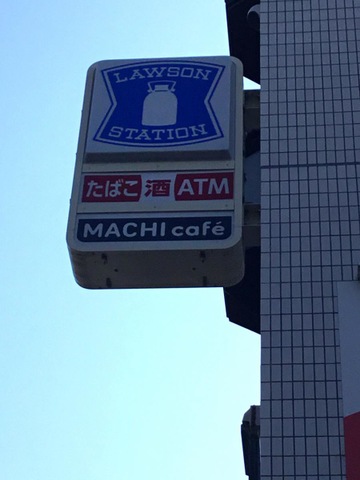 LAWSON
STATION
たばこ 酒 ATM
MACHI café